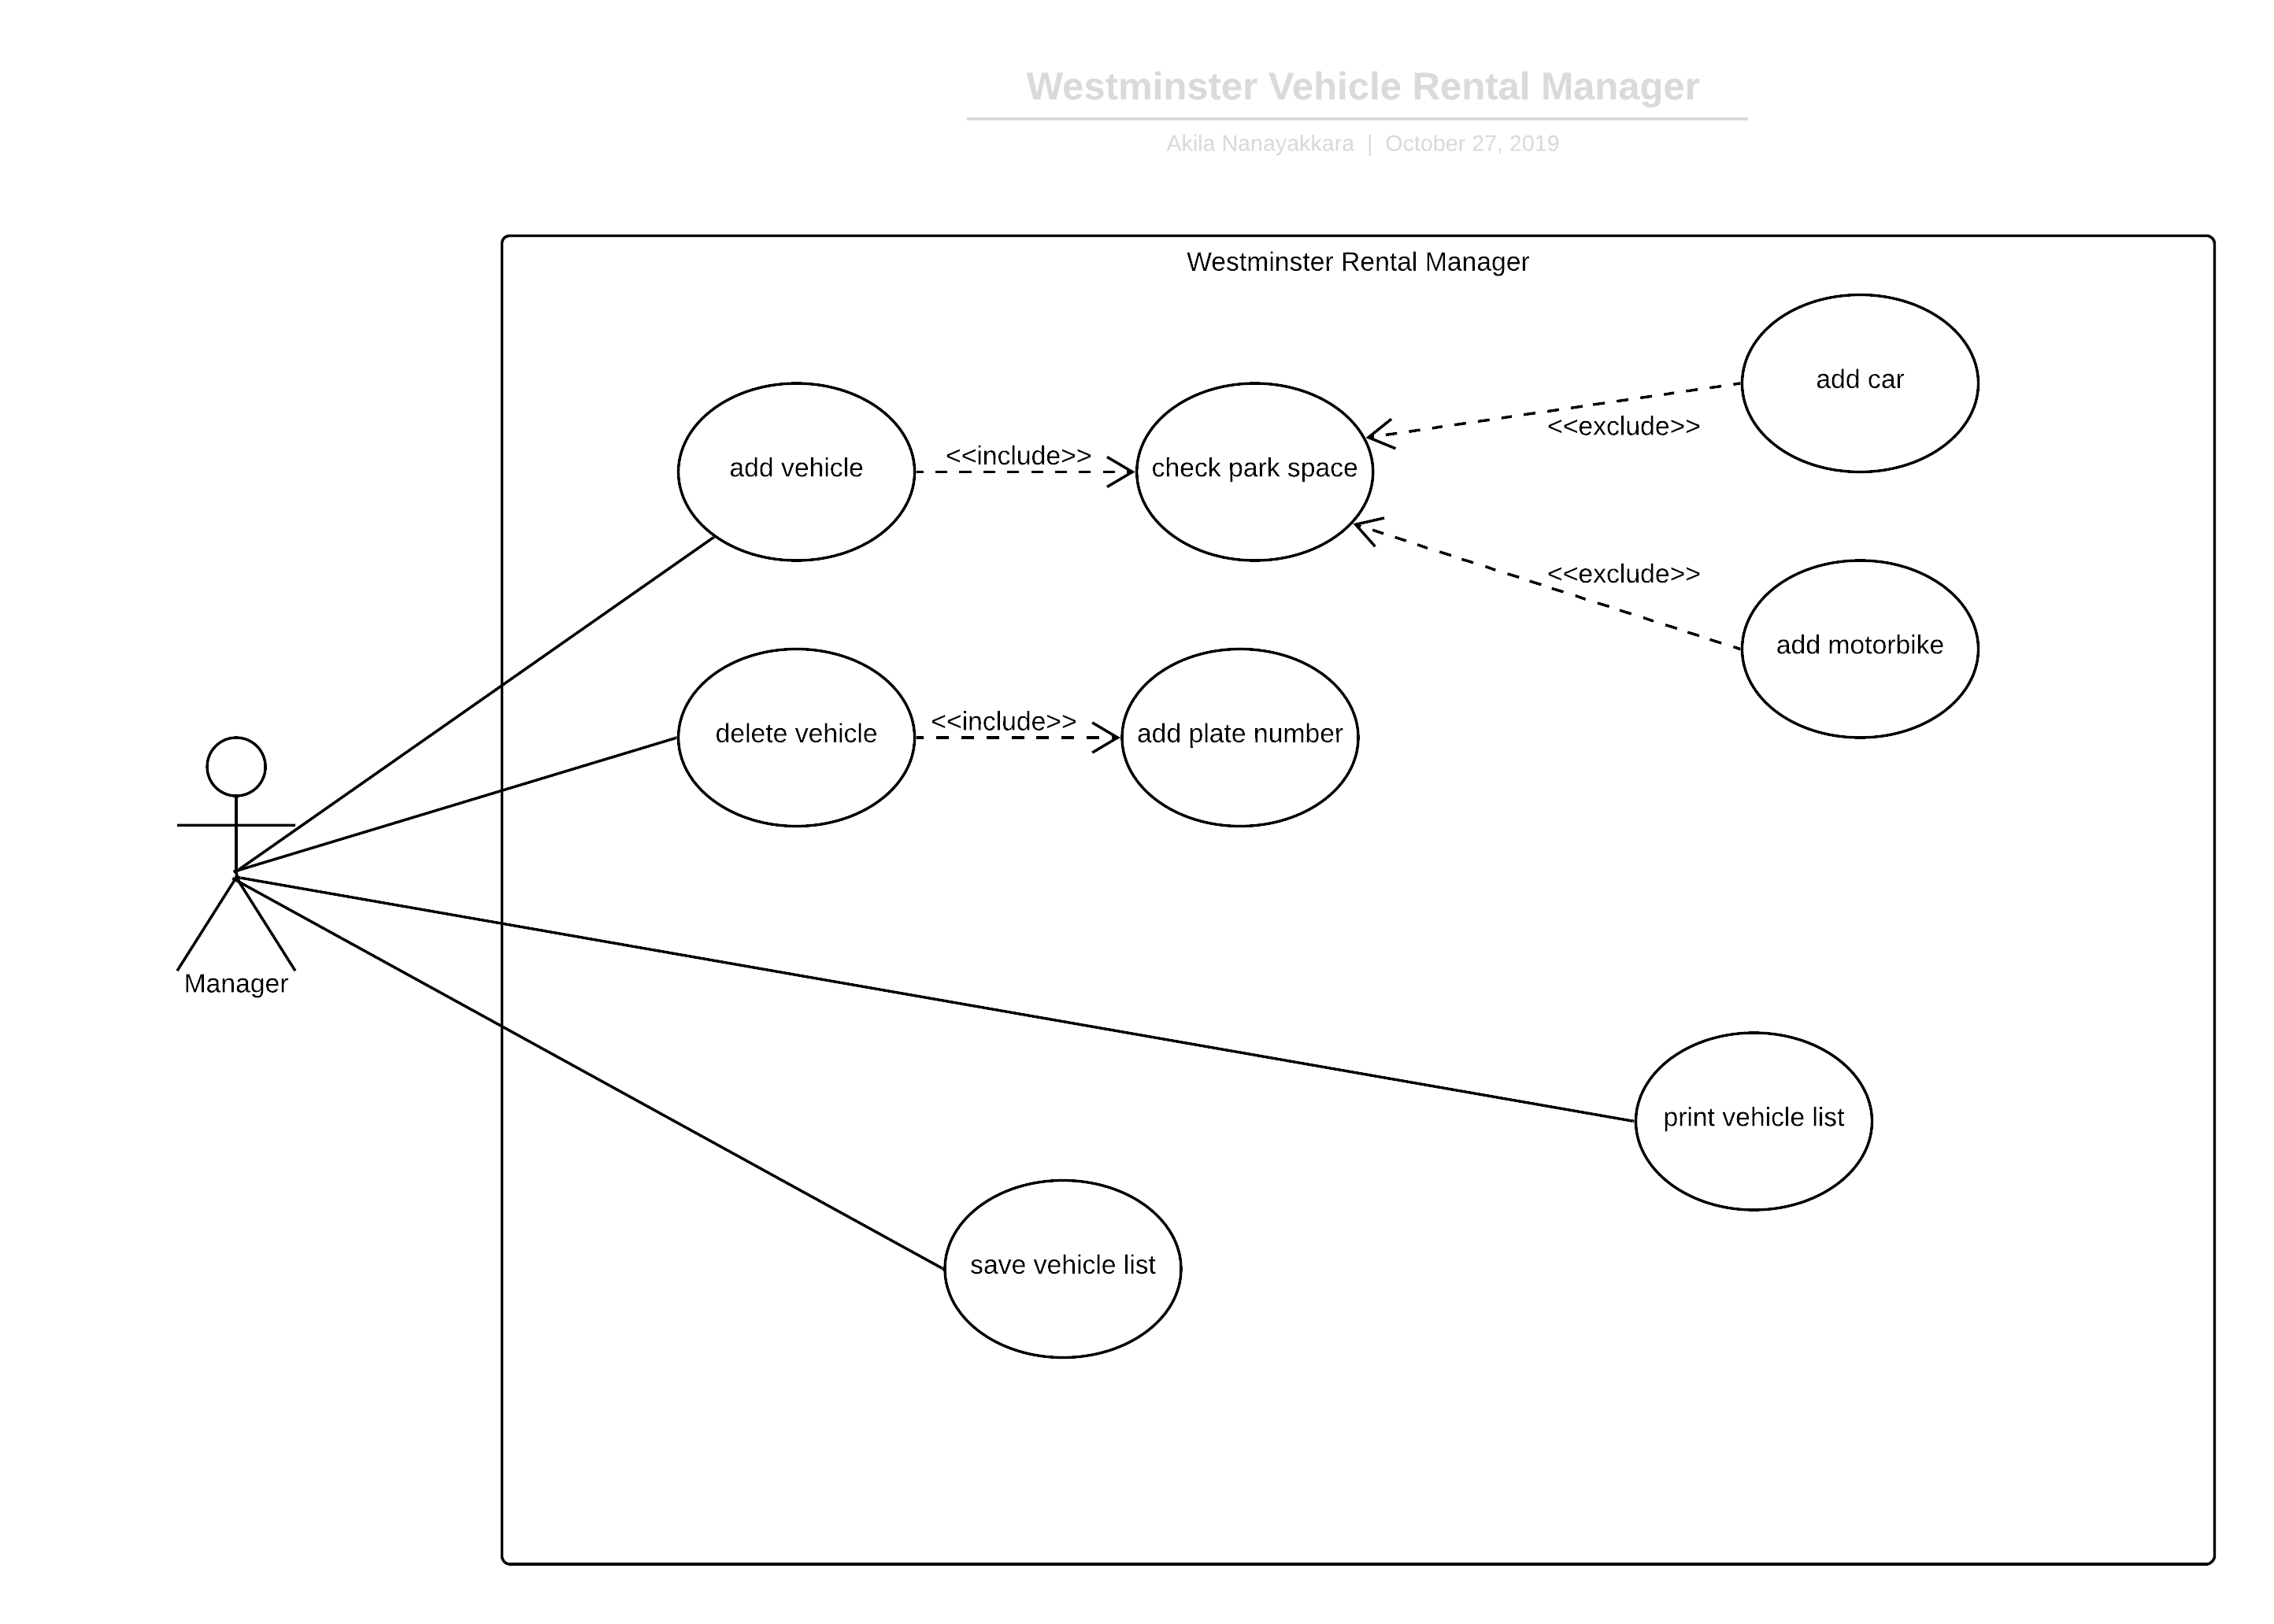 Westminster Vehicle Rental Manager
Akila Nanayakkara | October 27, 2019
Westminster Rental Manager
add car
<<exclude>>
add vehicle
<<include>>
check park space
<<exclude>>
add motorbike
delete vehicle
<<include>>
add plate number
Manager
print vehicle list
save vehicle list